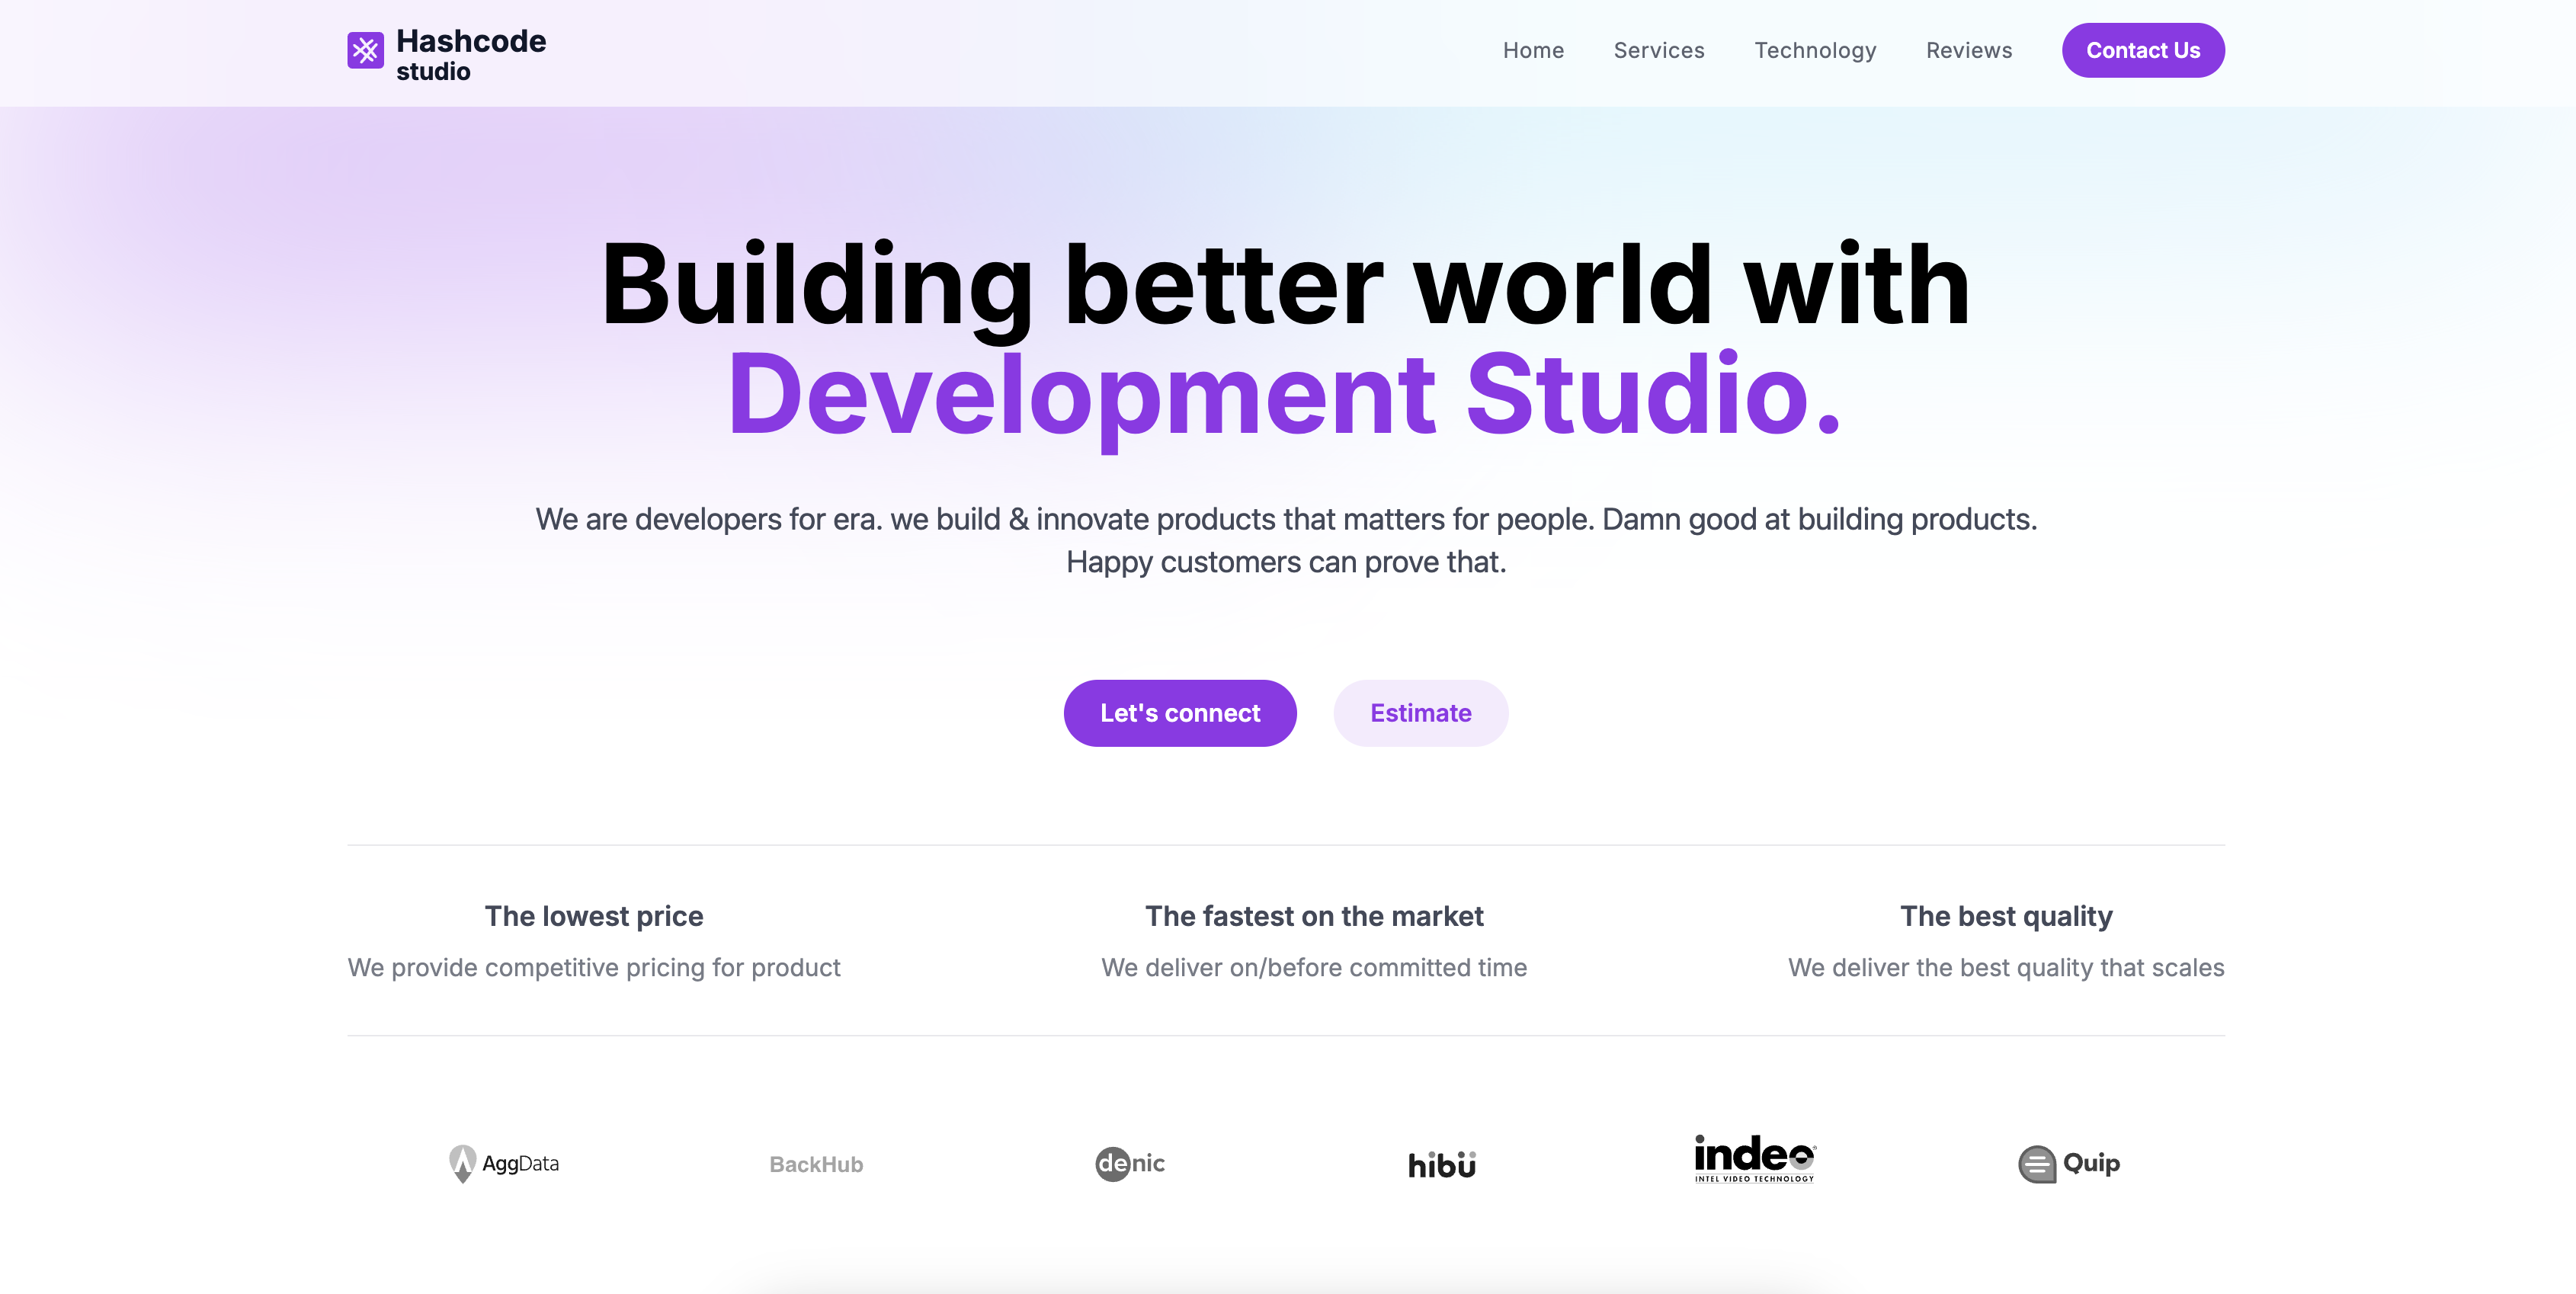 Hashcode
studio
Home Services Technology Reviews Contact Us
Building better world with
Development Studio.
We are developers for era. we build & innovate products that matters for people. Damn good at building products.
Happy customers can prove that.
Let's connect Estimate
The lowest price The fastest on the market The best quality
We provide competitive pricing for product We deliver on/before committed time We deliver the best quality that scales
AggData BackHub denic hibü indeo® Quip
INTEL VIDEO TECHNOLOGY